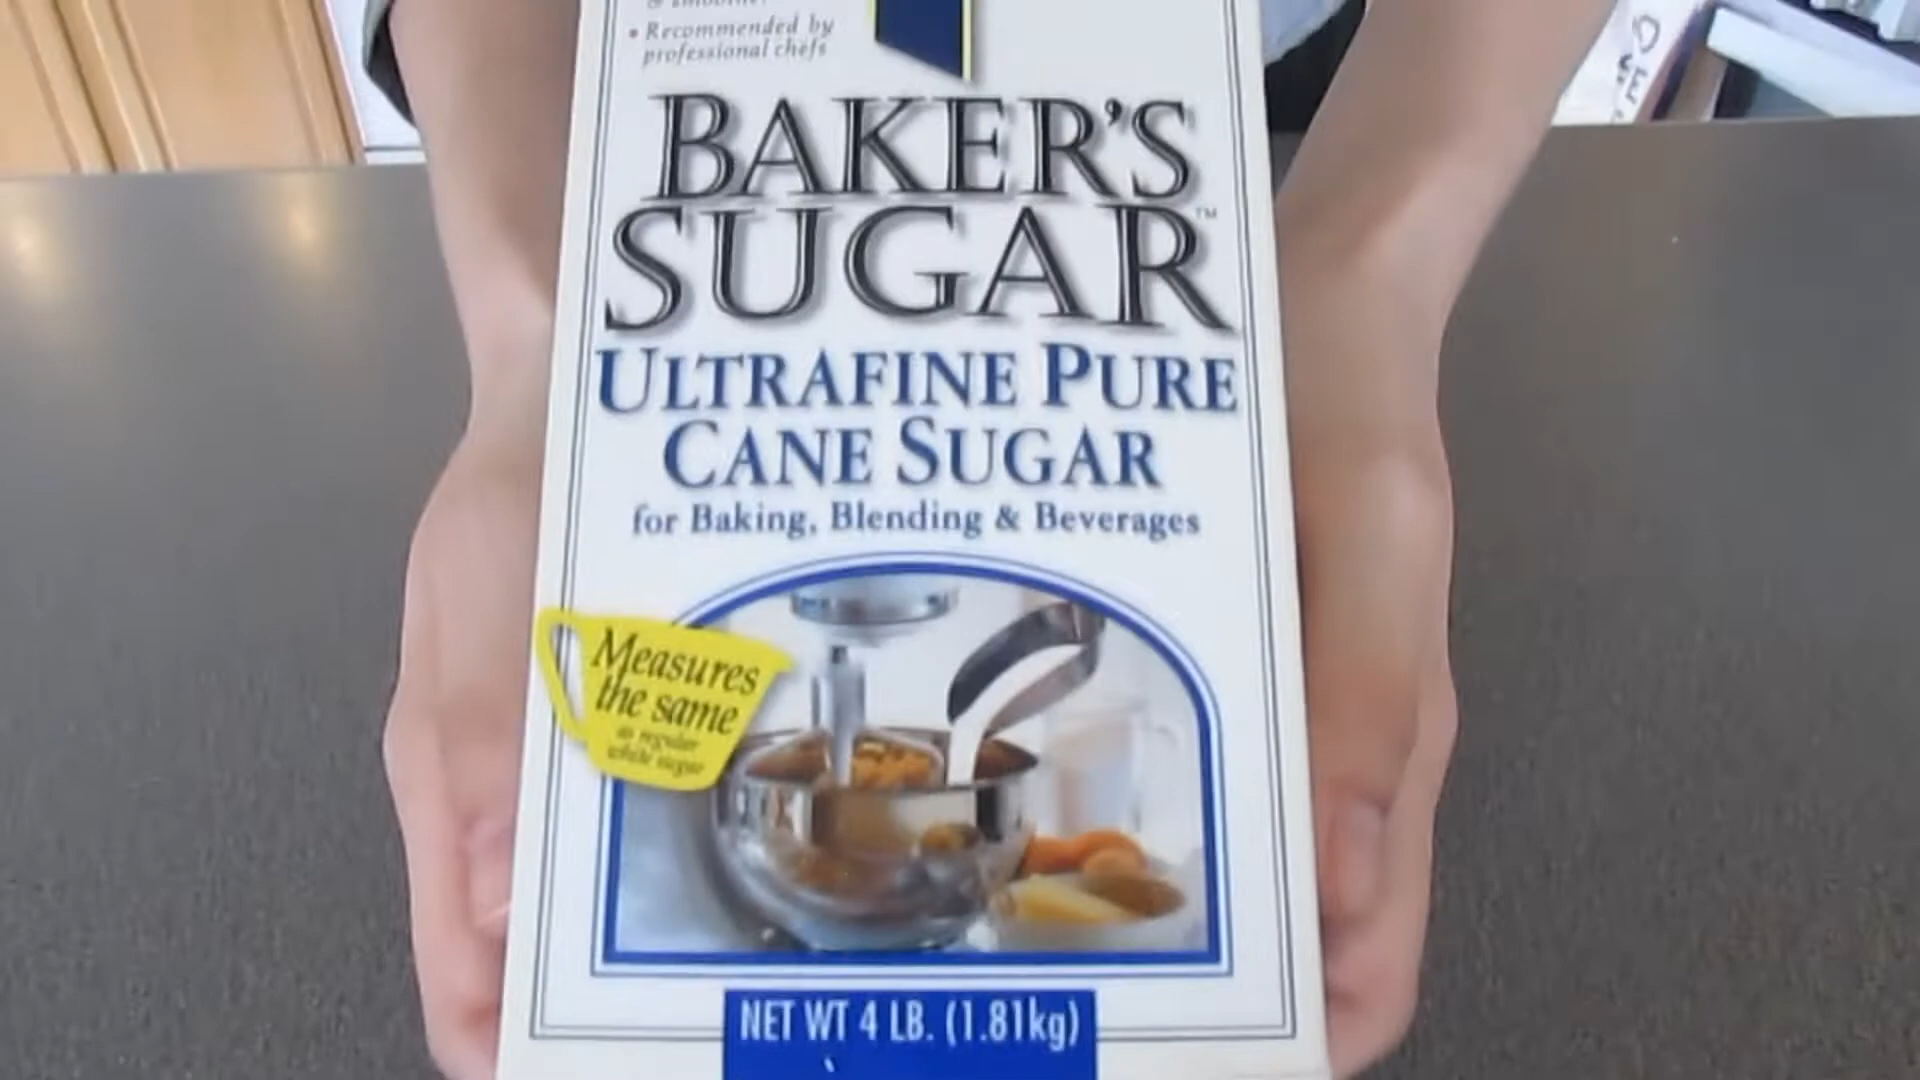 • Recommended by
professional chefs
BAKER'S
SUGAR™
ULTRAFINE PURE
CANE SUGAR
for Baking, Blending & Beverages
Measures
the same
as regular
white sugar
NET WT 4 LB. (1.81kg)